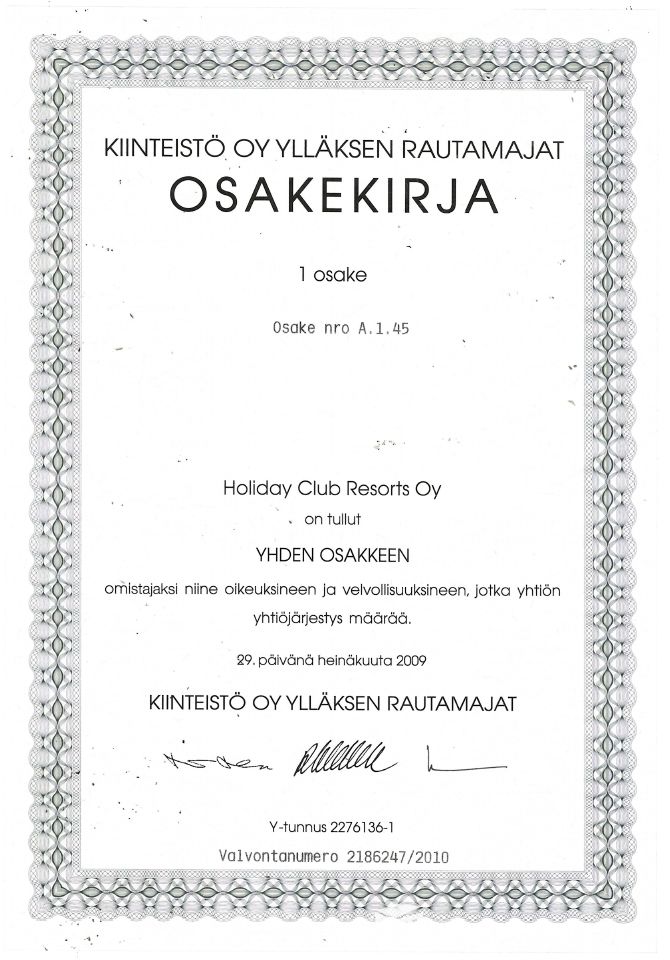 KIINTEISTÖ OY YLLÄKSEN RAUTAMAJAT
OSAKEKIRJA
1 osake
Osake nro A.1.45
Holiday Club Resorts Oy
on tullut
YHDEN OSAKKEEN
omistajaksi niine oikeuksineen ja velvollisuuksineen, jotka yhtiön
yhtiöjärjestys määrää.
29. päivänä heinäkuuta 2009
KIINTEISTÖ OY YLLÄKSEN RAUTAMAJAT
Y-tunnus 2276136-1
Valvontanumero 2186247/2010